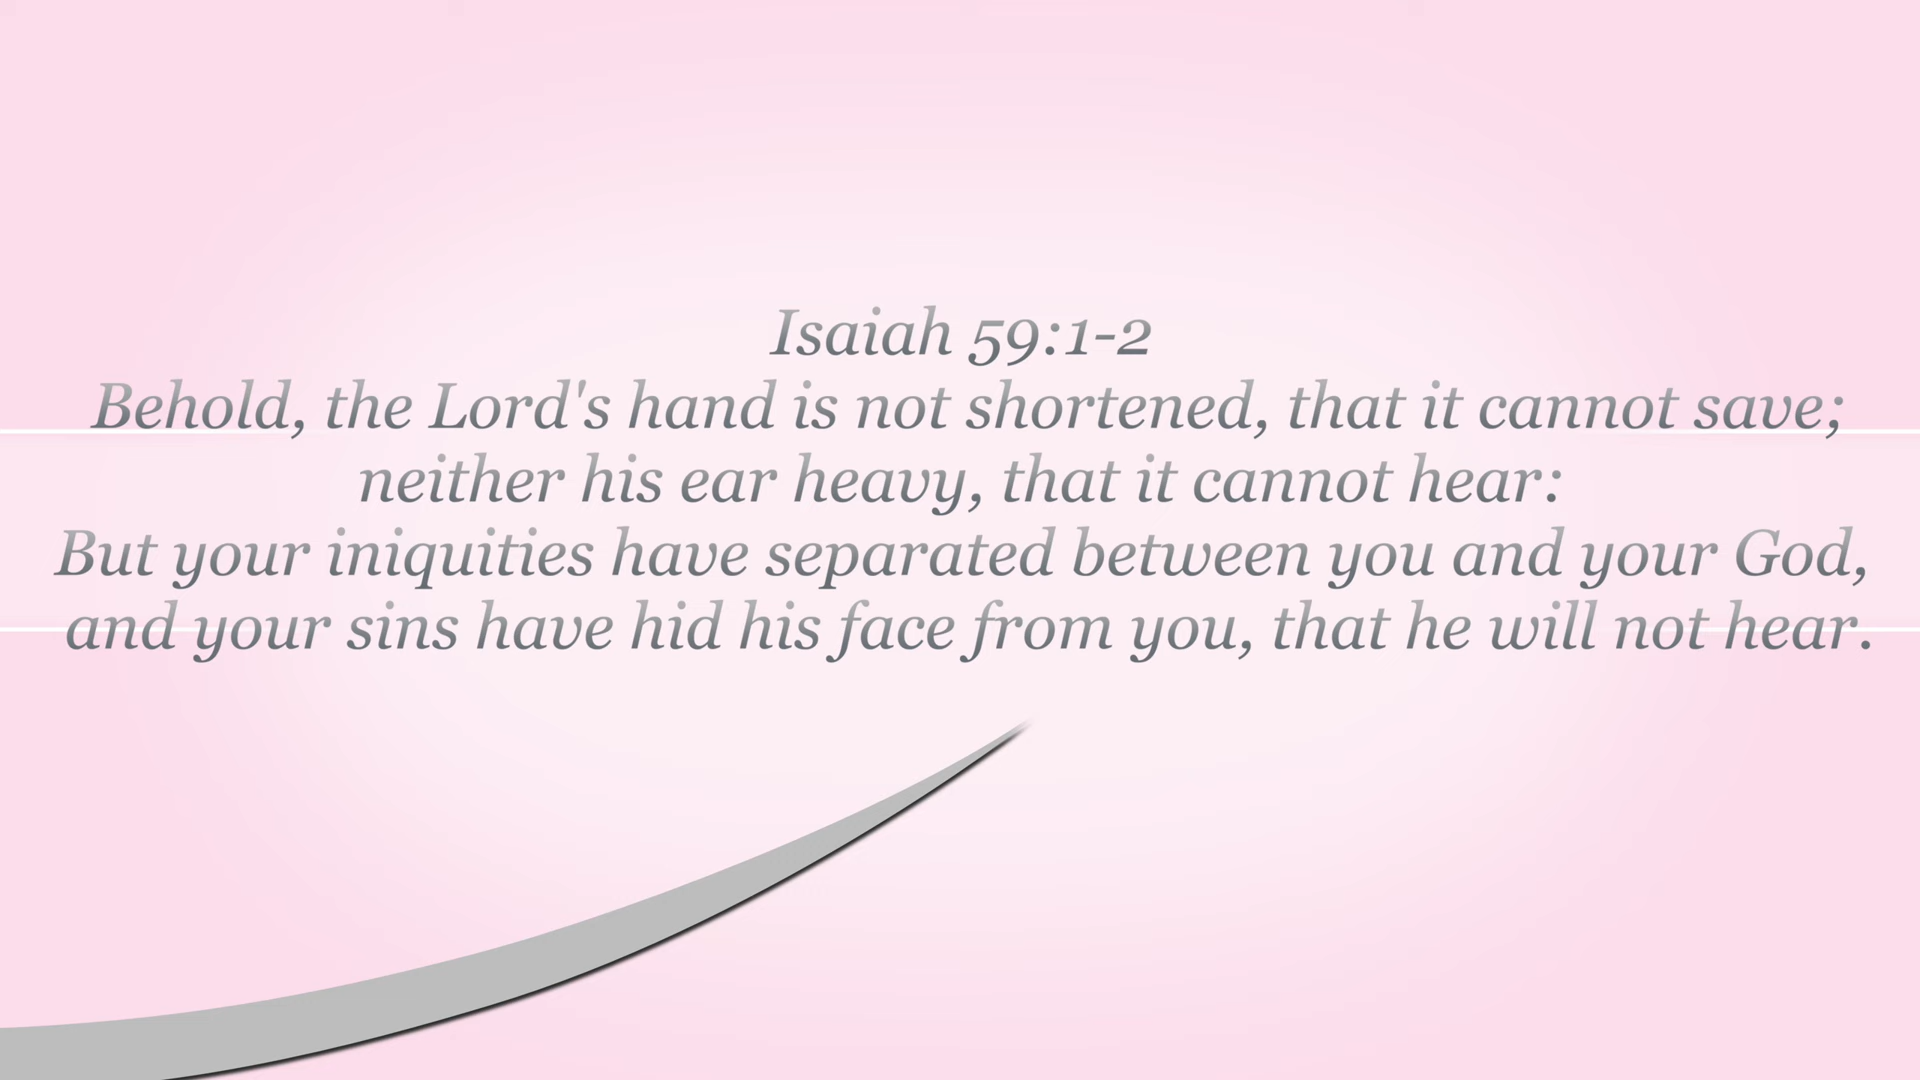 Isaiah 59:1-2
Behold, the Lord's hand is not shortened, that it cannot save;
neither his ear heavy, that it cannot hear:
But your iniquities have separated between you and your God,
and your sins have hid his face from you, that he will not hear.